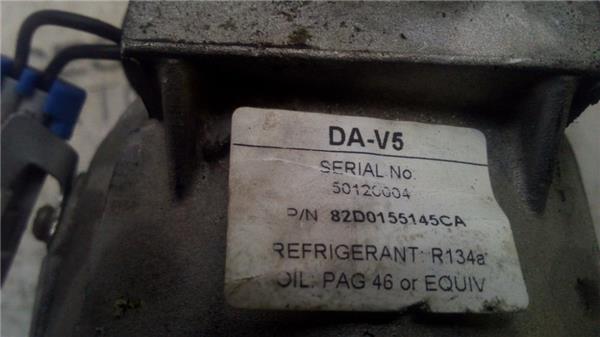 DA-V5
SERIAL No.
50120004
P/N 82D0155145CA
REFRIGERANT: R134a
OIL: PAG 46 or EQUIV